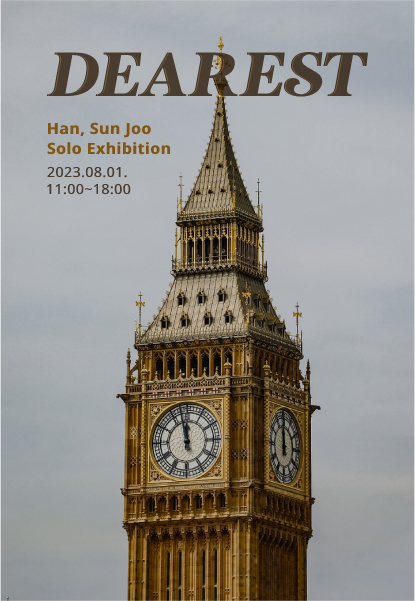 DEAREST
Han, Sun Joo
Solo Exhibition
2023.08.01.
11:00~18:00